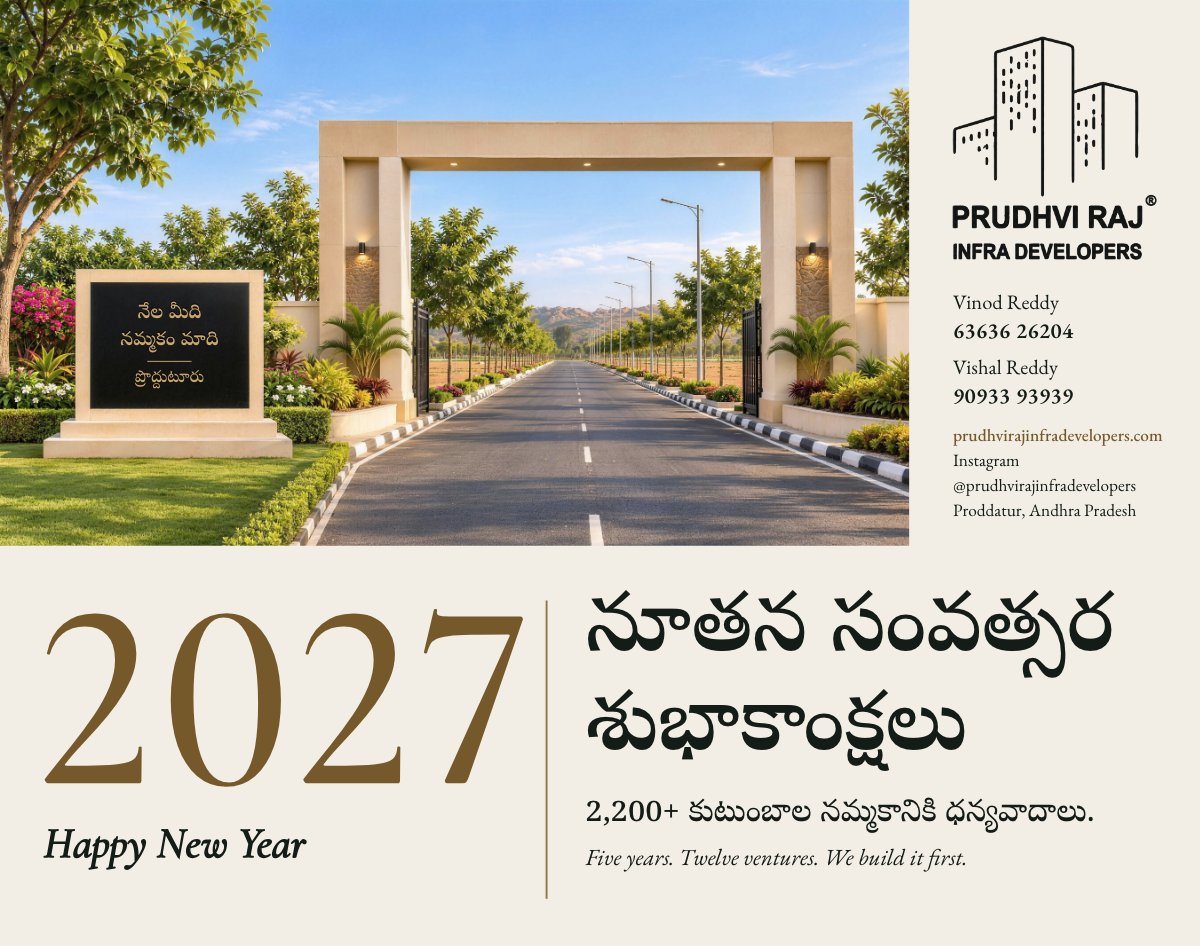 నేల మీది
నమ్మకం మాది
ప్రొద్దుటూరు
PRUDHVI RAJ®
INFRA DEVELOPERS
Vinod Reddy
63636 26204
Vishal Reddy
90933 93939
prudhvirajinfradevelopers.com
Instagram
@prudhvirajinfradevelopers
Proddatur, Andhra Pradesh
2027
Happy New Year
నూతన సంవత్సర
శుభాకాంక్షలు
2,200+ కుటుంబాల నమ్మకానికి ధన్యవాదాలు.
Five years. Twelve ventures. We build it first.